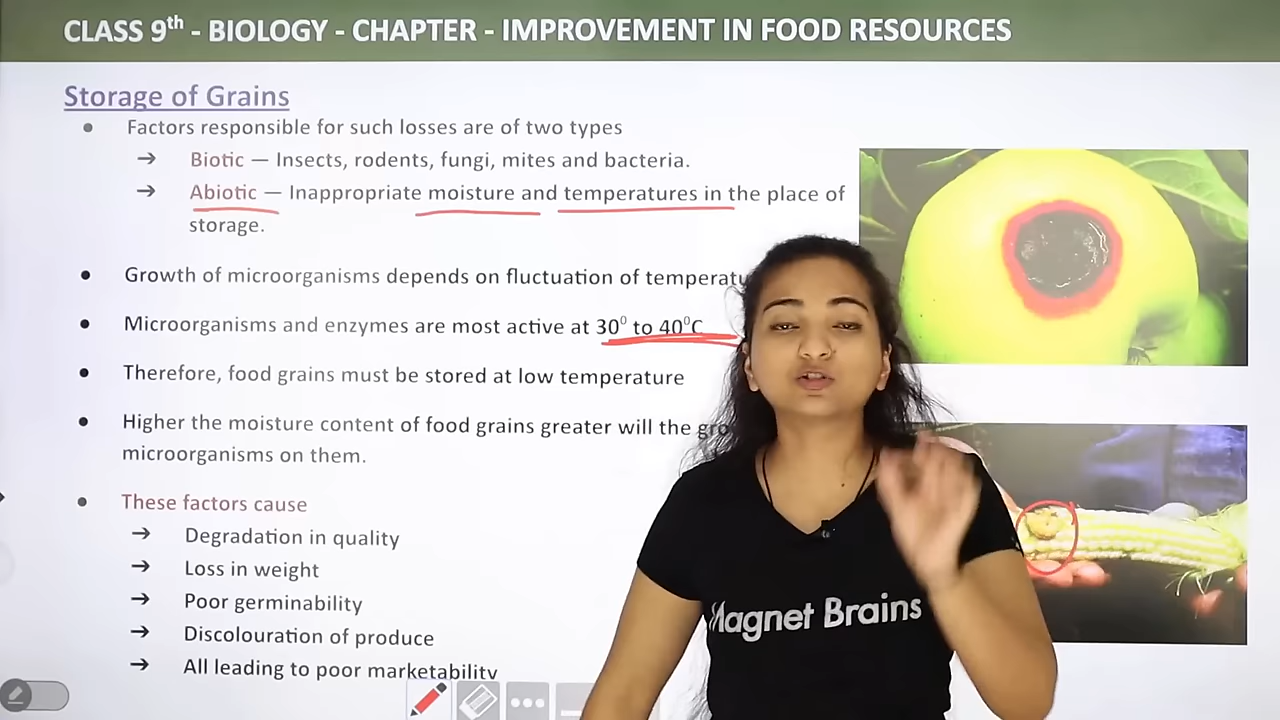 CLASS 9th - BIOLOGY - CHAPTER - IMPROVEMENT IN FOOD RESOURCES
Storage of Grains
• Factors responsible for such losses are of two types
→ Biotic — Insects, rodents, fungi, mites and bacteria.
→ Abiotic — Inappropriate moisture and temperatures in the place of
storage.
• Growth of microorganisms depends on fluctuation of
• Microorganisms and enzymes are most active at 30⁰ to 40⁰C
• Therefore, food grains must be stored at low temperature
• Higher the moisture content of food grains greater will the
microorganisms on them.
• These factors cause
→ Degradation in quality
→ Loss in weight
→ Poor germinability
→ Discolouration of produce
→ All leading to poor marketability
Magnet Brains